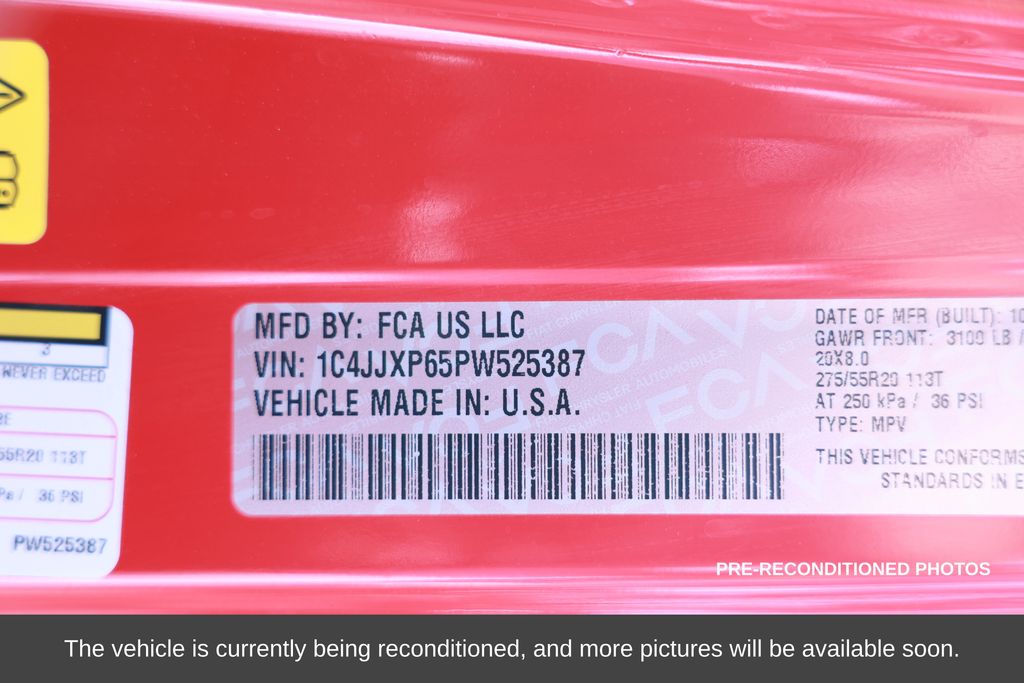 MFD BY: FCA US LLC
VIN: 1C4JJXP65PW525387
VEHICLE MADE IN: U.S.A.
DATE OF MFR (BUILT): 10
GAWR FRONT: 3100 LB /
20X8.0
275/55R20 113T
AT 250 kPa / 36 PSI
TYPE: MPV
THIS VEHICLE CONFORMS
STANDARDS IN E
3
NEVER EXCEED
55R20 113T
Pa / 36 PSI
PW525387
PRE-RECONDITIONED PHOTOS
The vehicle is currently being reconditioned, and more pictures will be available soon.